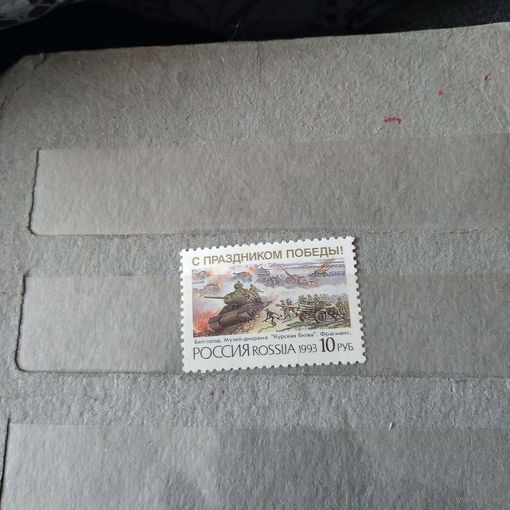 С ПРАЗДНИКОМ ПОБЕДЫ!
Белгород. Музей-диорама "Курская битва". Фрагмент.
РОССИЯ ROSSIJA 1993 10 РУБ